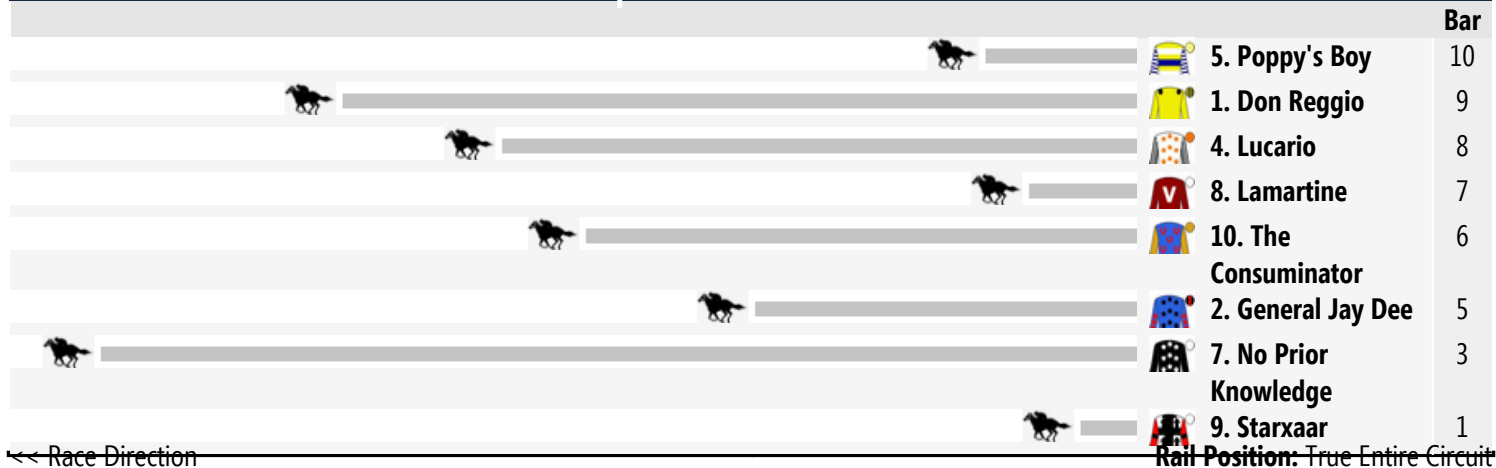 Bar
5. Poppy's Boy 10
1. Don Reggio 9
4. Lucario 8
V
8. Lamartine 7
10. The 6
Consuminator
2. General Jay Dee 5
7. No Prior 3
Knowledge
9. Starxaar 1
<< Race Direction Rail Position: True Entire Circuit